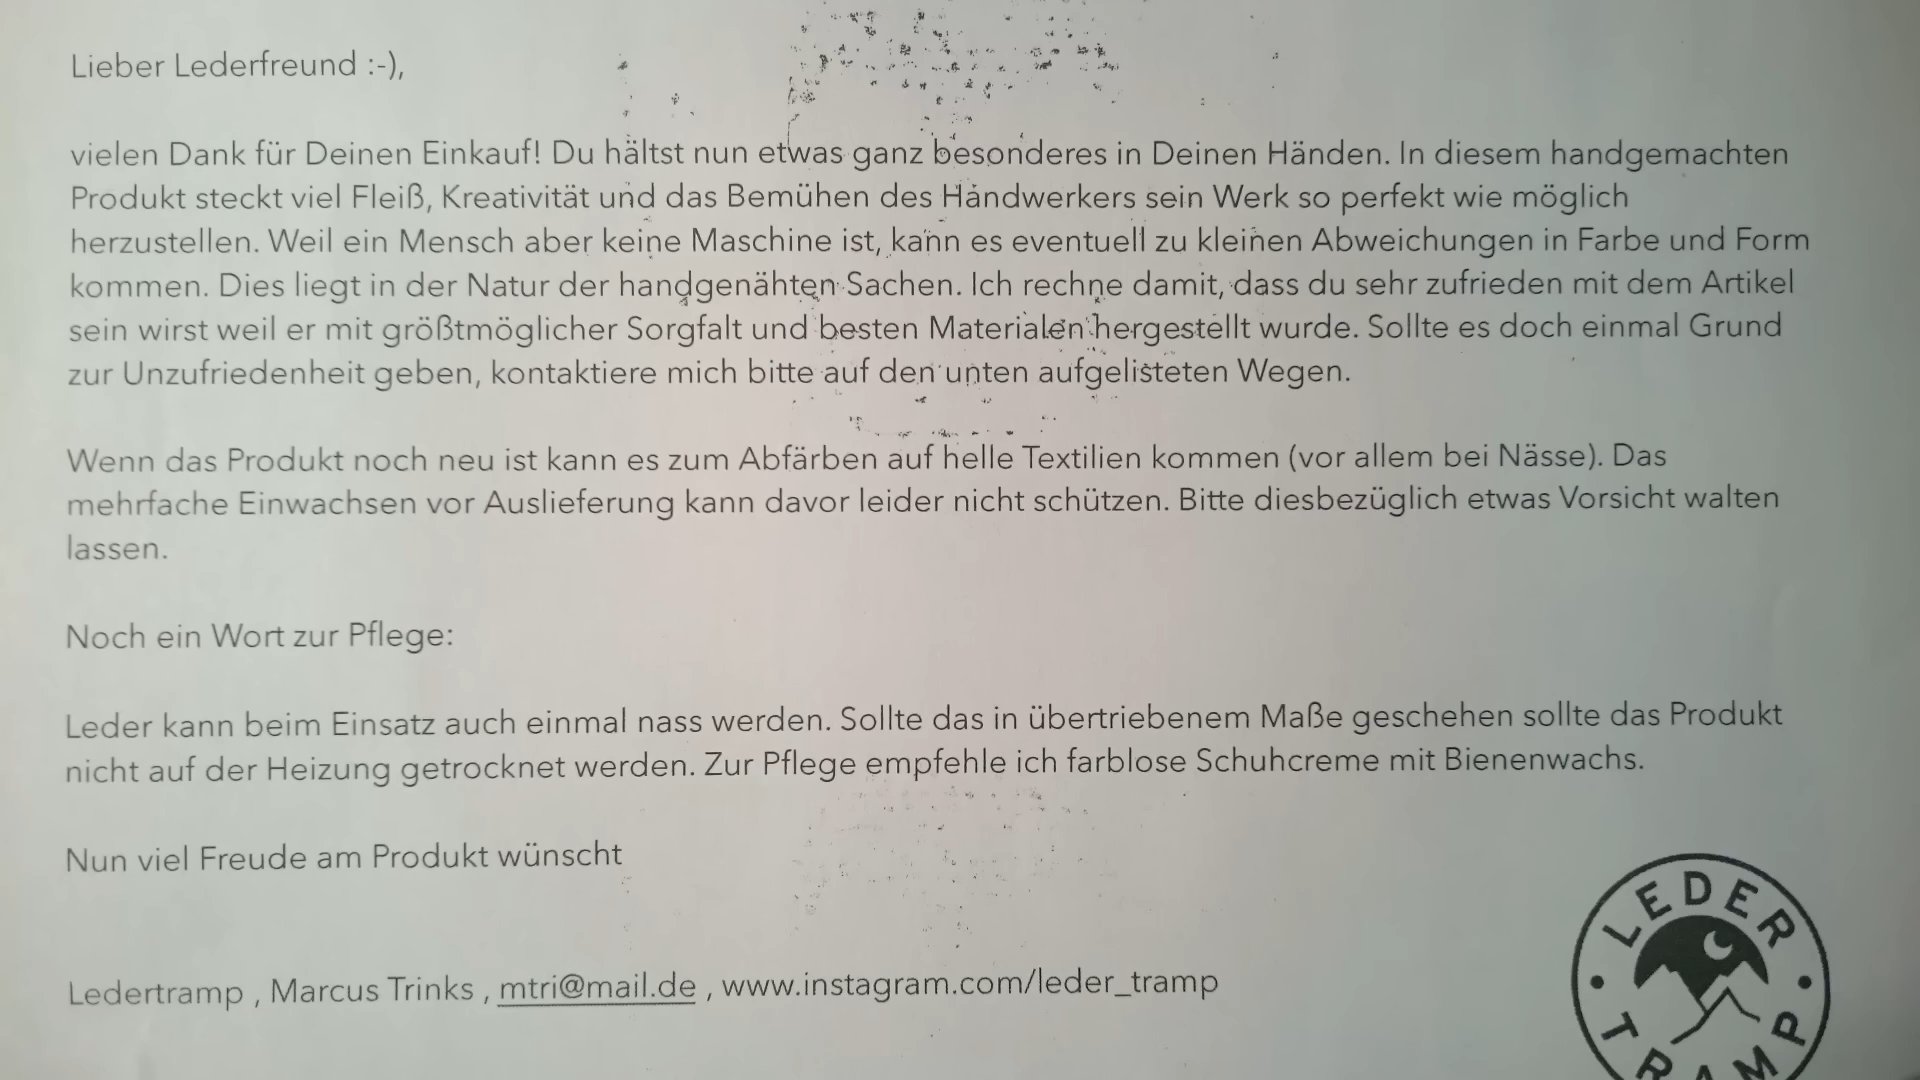 Lieber Lederfreund :-),
vielen Dank für Deinen Einkauf! Du hältst nun etwas ganz besonderes in Deinen Händen. In diesem handgemachten
Produkt steckt viel Fleiß, Kreativität und das Bemühen des Handwerkers sein Werk so perfekt wie möglich
herzustellen. Weil ein Mensch aber keine Maschine ist, kann es eventuell zu kleinen Abweichungen in Farbe und Form
kommen. Dies liegt in der Natur der handgenähten Sachen. Ich rechne damit, dass du sehr zufrieden mit dem Artikel
sein wirst weil er mit größtmöglicher Sorgfalt und besten Materialen hergestellt wurde. Sollte es doch einmal Grund
zur Unzufriedenheit geben, kontaktiere mich bitte auf den unten aufgelisteten Wegen.
Wenn das Produkt noch neu ist kann es zum Abfärben auf helle Textilien kommen (vor allem bei Nässe). Das
mehrfache Einwachsen vor Auslieferung kann davor leider nicht schützen. Bitte diesbezüglich etwas Vorsicht walten
lassen.
Noch ein Wort zur Pflege:
Leder kann beim Einsatz auch einmal nass werden. Sollte das in übertriebenem Maße geschehen sollte das Produkt
nicht auf der Heizung getrocknet werden. Zur Pflege empfehle ich farblose Schuhcreme mit Bienenwachs.
Nun viel Freude am Produkt wünscht
Ledertramp , Marcus Trinks , mtri@mail.de , www.instagram.com/leder_tramp
LEDER
TRAMP